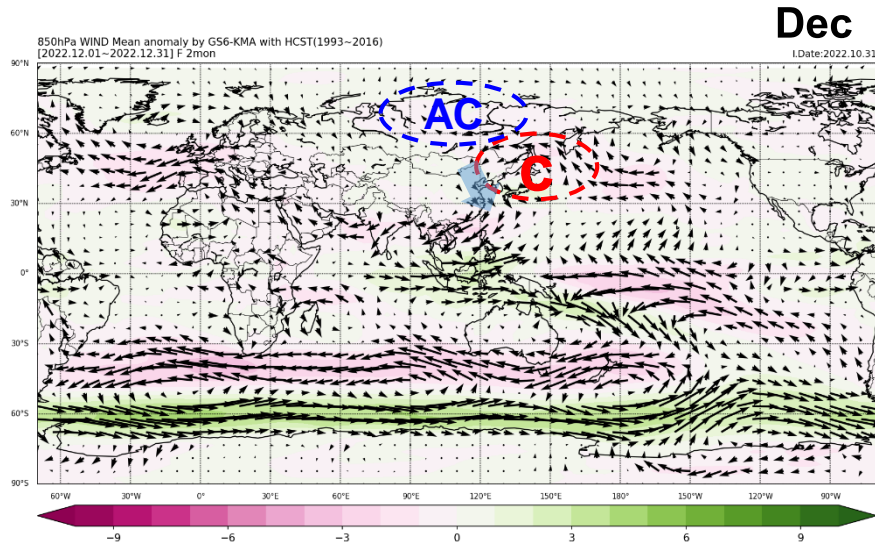 Dec
850hPa WIND Mean anomaly by GS6-KMA with HCST(1993~2016)
[2022.12.01~2022.12.31] F 2mon
I.Date:2022.10.31
90°N
60°N
30°N
0°
30°S
60°S
90°S
AC
C
60°W 30°W 0° 30°E 60°E 90°E 120°E 150°E 180° 150°W 120°W 90°W
−9 −6 −3 0 3 6 9